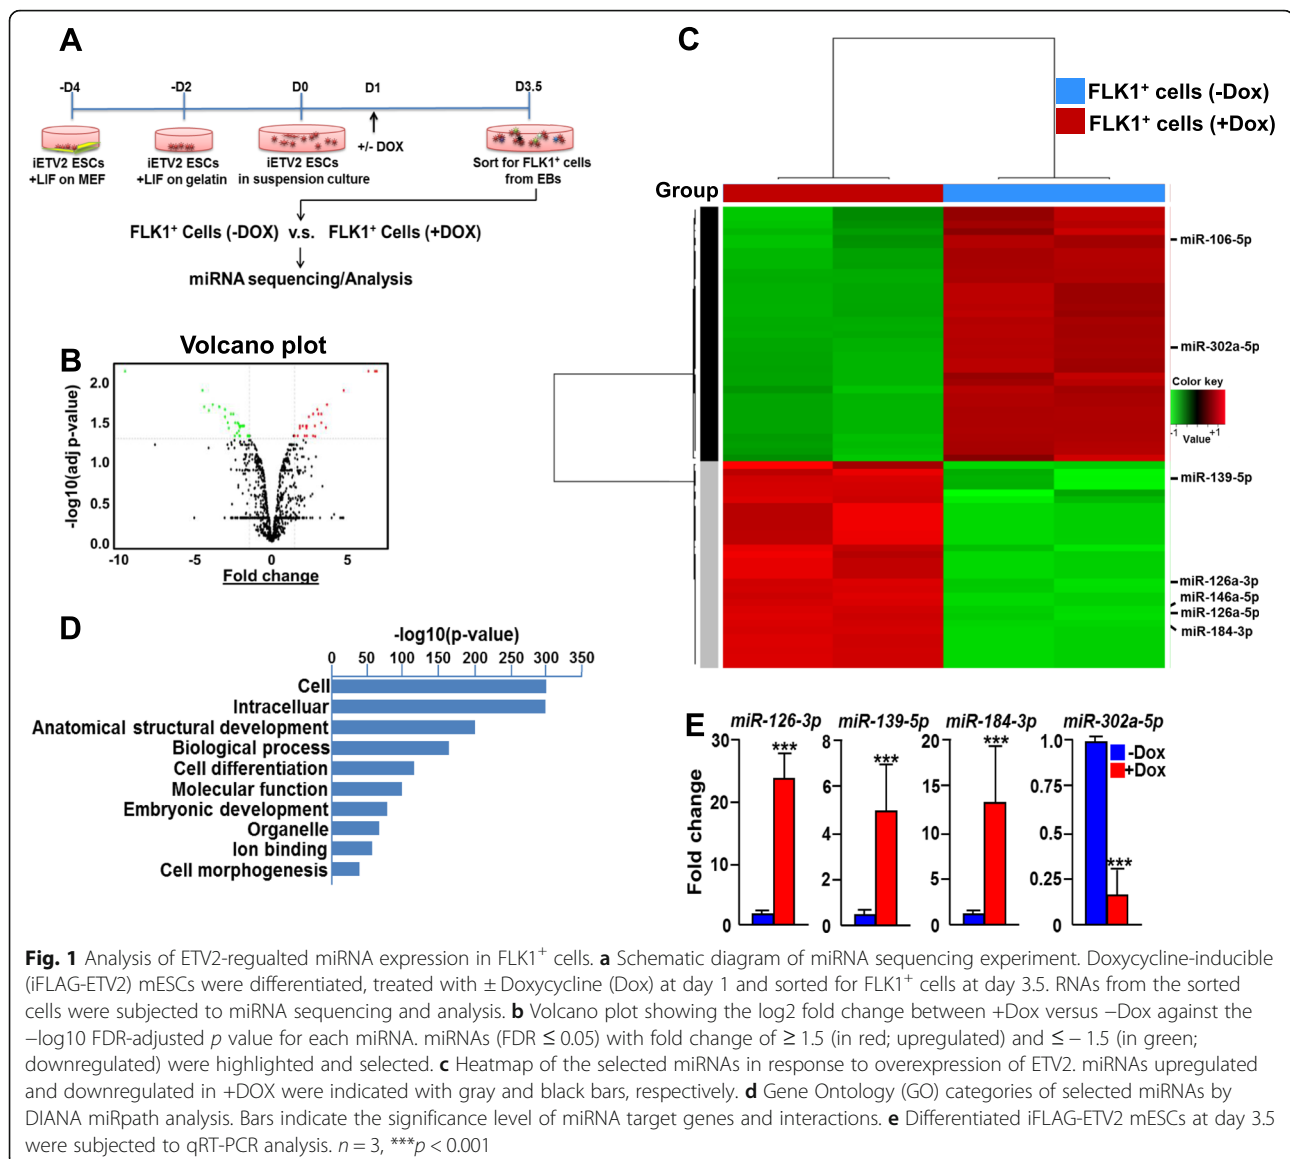 A
-D4
-D2
D0
D1
D3.5
+/- DOX
iETV2 ESCs
+LIF on MEF
iETV2 ESCs
+LIF on gelatin
iETV2 ESCs
in suspension culture
Sort for FLK1⁺ cells
from EBs
FLK1⁺ Cells (-DOX) v.s. FLK1⁺ Cells (+DOX)
miRNA sequencing/Analysis
B
Volcano plot
-log10(adj p-value)
2.0
1.5
1.0
0.5
0.0
-10 -5 0 5
Fold change
C
FLK1⁺ cells (-Dox)
FLK1⁺ cells (+Dox)
Group
miR-106-5p
miR-302a-5p
Color key
-1 +1
Value
miR-139-5p
miR-126a-3p
miR-146a-5p
miR-126a-5p
miR-184-3p
D
-log10(p-value)
0 50 100 150 200 250 300 350
Cell
Intracelluar
Anatomical structural development
Biological process
Cell differentiation
Molecular function
Embryonic development
Organelle
Ion binding
Cell morphogenesis
E
Fold change
miR-126-3p
30
20
10
0
***
miR-139-5p
8
6
4
2
0
***
miR-184-3p
20
15
10
5
0
***
miR-302a-5p
1.0
0.75
0.5
0.25
0
***
-Dox
+Dox
Fig. 1 Analysis of ETV2-regualted miRNA expression in FLK1⁺ cells. a Schematic diagram of miRNA sequencing experiment. Doxycycline-inducible
(iFLAG-ETV2) mESCs were differentiated, treated with ± Doxycycline (Dox) at day 1 and sorted for FLK1⁺ cells at day 3.5. RNAs from the sorted
cells were subjected to miRNA sequencing and analysis. b Volcano plot showing the log2 fold change between +Dox versus −Dox against the
−log10 FDR-adjusted p value for each miRNA. miRNAs (FDR ≤ 0.05) with fold change of ≥ 1.5 (in red; upregulated) and ≤ − 1.5 (in green;
downregulated) were highlighted and selected. c Heatmap of the selected miRNAs in response to overexpression of ETV2. miRNAs upregulated
and downregulated in +DOX were indicated with gray and black bars, respectively. d Gene Ontology (GO) categories of selected miRNAs by
DIANA miRpath analysis. Bars indicate the significance level of miRNA target genes and interactions. e Differentiated iFLAG-ETV2 mESCs at day 3.5
were subjected to qRT-PCR analysis. n = 3, ***p < 0.001